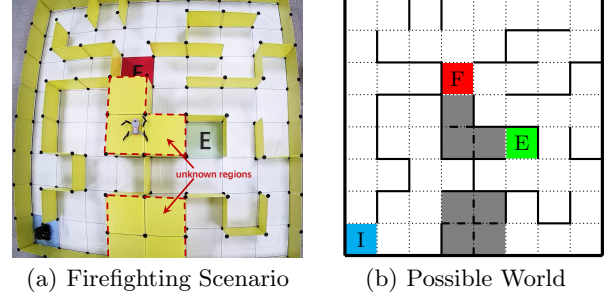 F
E
unknown regions
F
E
I
(a) Firefighting Scenario
(b) Possible World